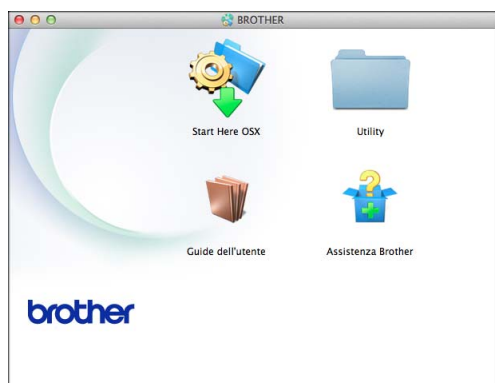 BROTHER
Start Here OSX
Utility
Guide dell'utente
Assistenza Brother
brother